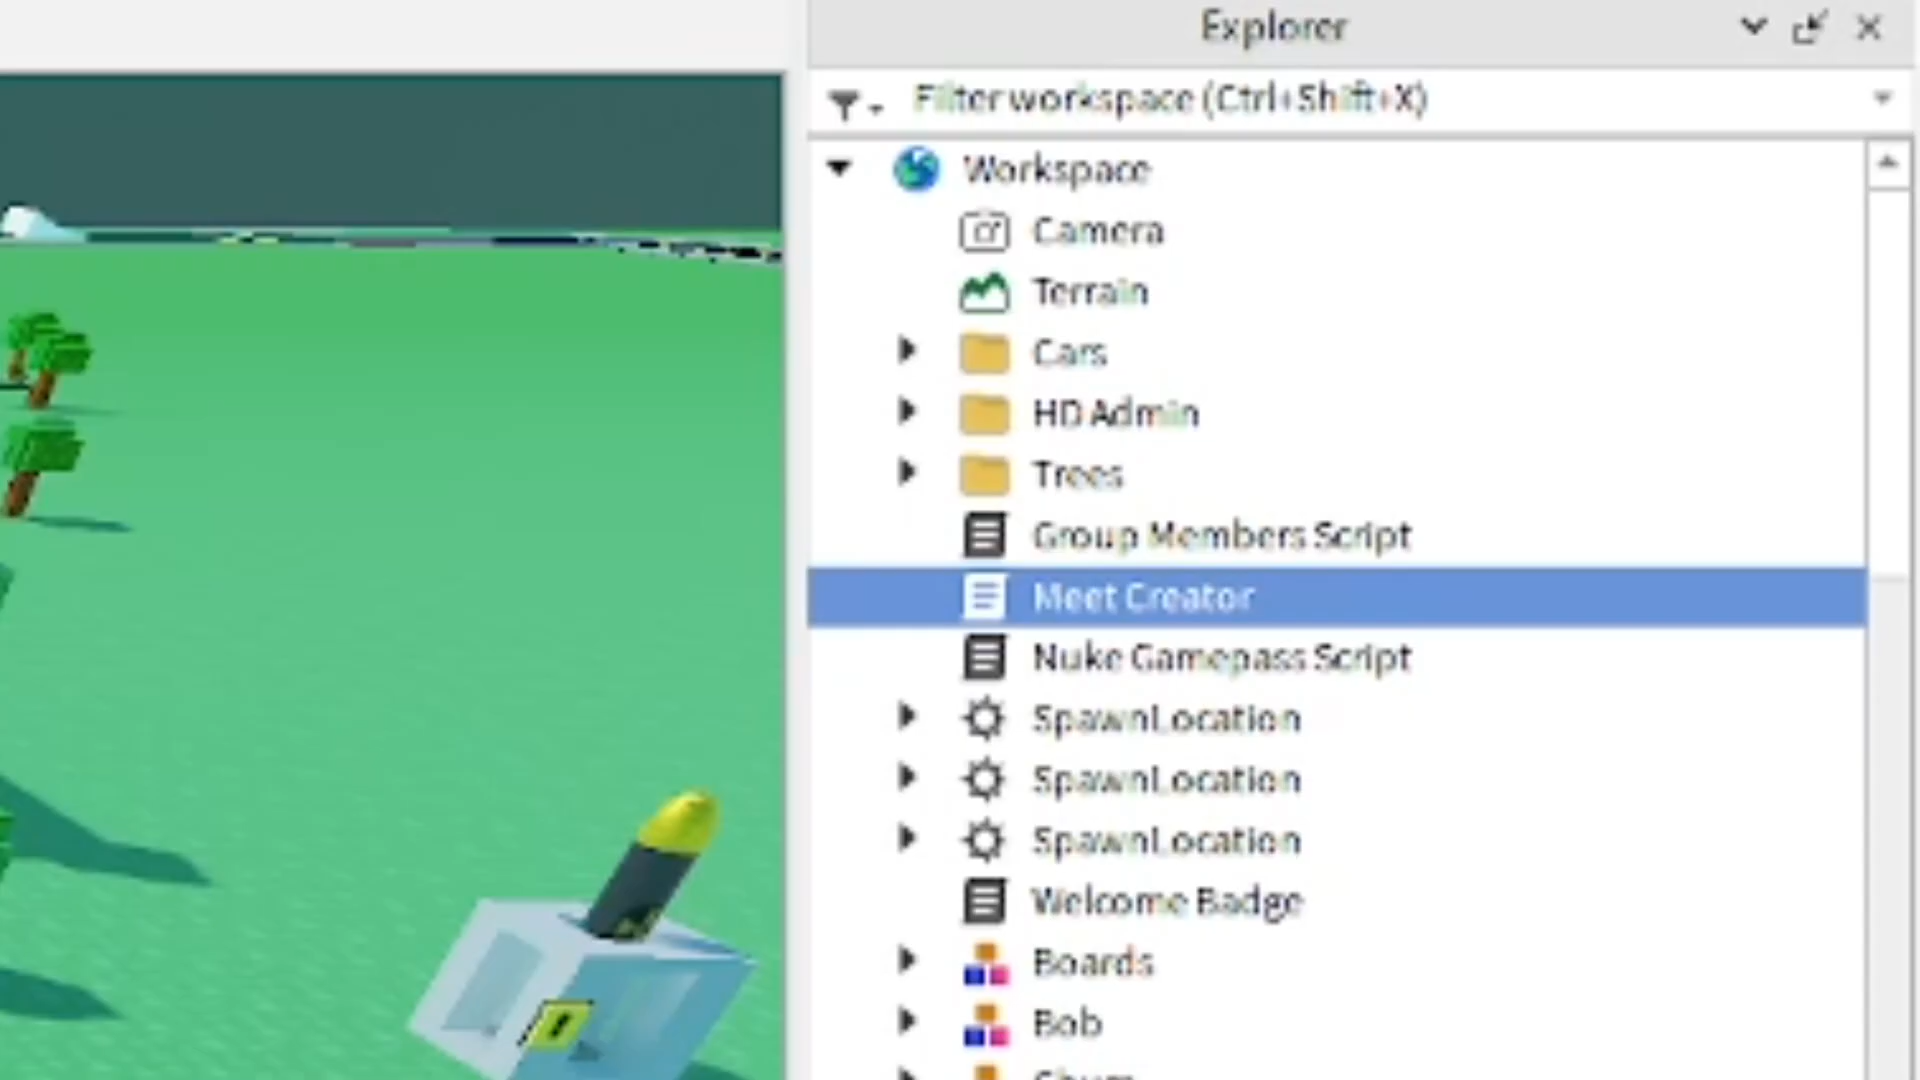 Explorer
Filter workspace (Ctrl+Shift+X)
Workspace
Camera
Terrain
Cars
HD Admin
Trees
Group Members Script
Meet Creator
Nuke Gamepass Script
SpawnLocation
SpawnLocation
SpawnLocation
Welcome Badge
Boards
Bob